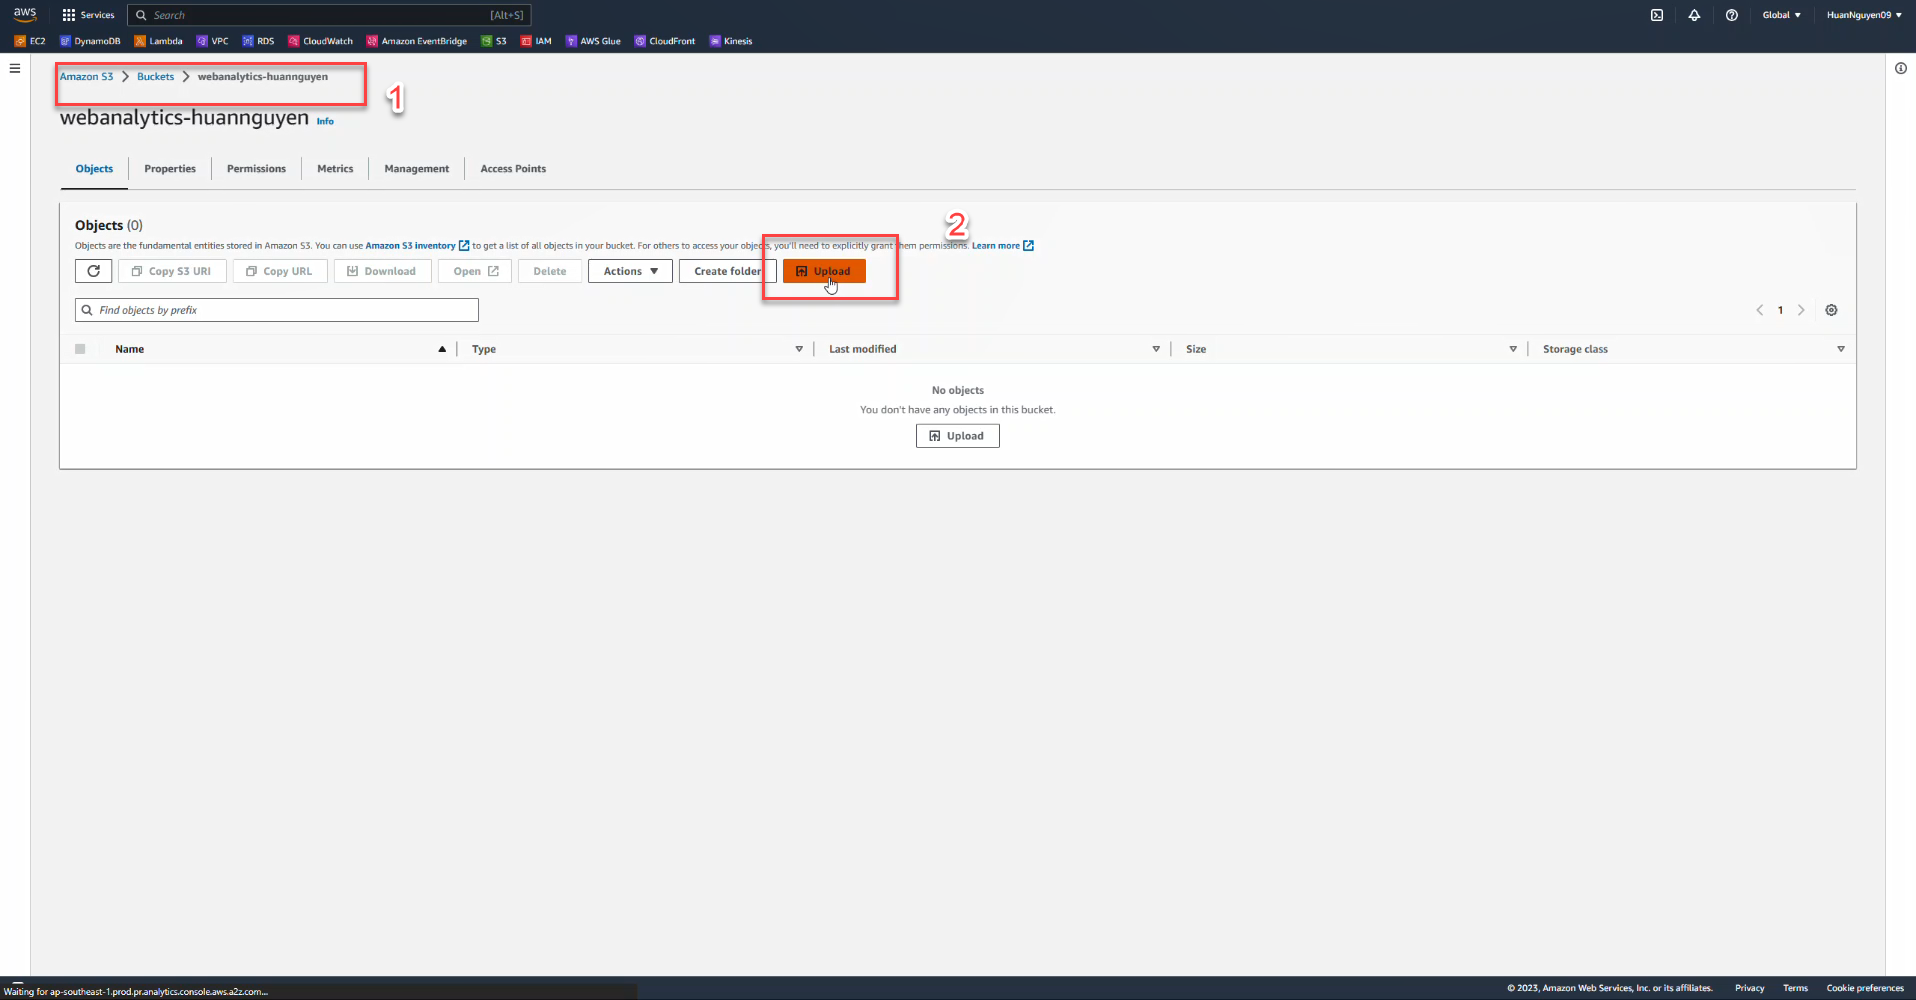 aws Services Search [Alt+S] Global HuanNguyen09
EC2 DynamoDB Lambda VPC RDS CloudWatch Amazon EventBridge S3 IAM AWS Glue CloudFront Kinesis
Amazon S3 > Buckets > webanalytics-huannguyen
1
webanalytics-huannguyen Info
Objects Properties Permissions Metrics Management Access Points
Objects (0)
2
Objects are the fundamental entities stored in Amazon S3. You can use Amazon S3 inventory to get a list of all objects in your bucket. For others to access your objects, you'll need to explicitly grant them permissions. Learn more
Copy S3 URI Copy URL Download Open Delete Actions Create folder Upload
Find objects by prefix 1
Name Type Last modified Size Storage class
No objects
You don't have any objects in this bucket.
Upload
Waiting for ap-southeast-1.prod.pr.analytics.console.aws.a2z.com... © 2023, Amazon Web Services, Inc. or its affiliates. Privacy Terms Cookie preferences